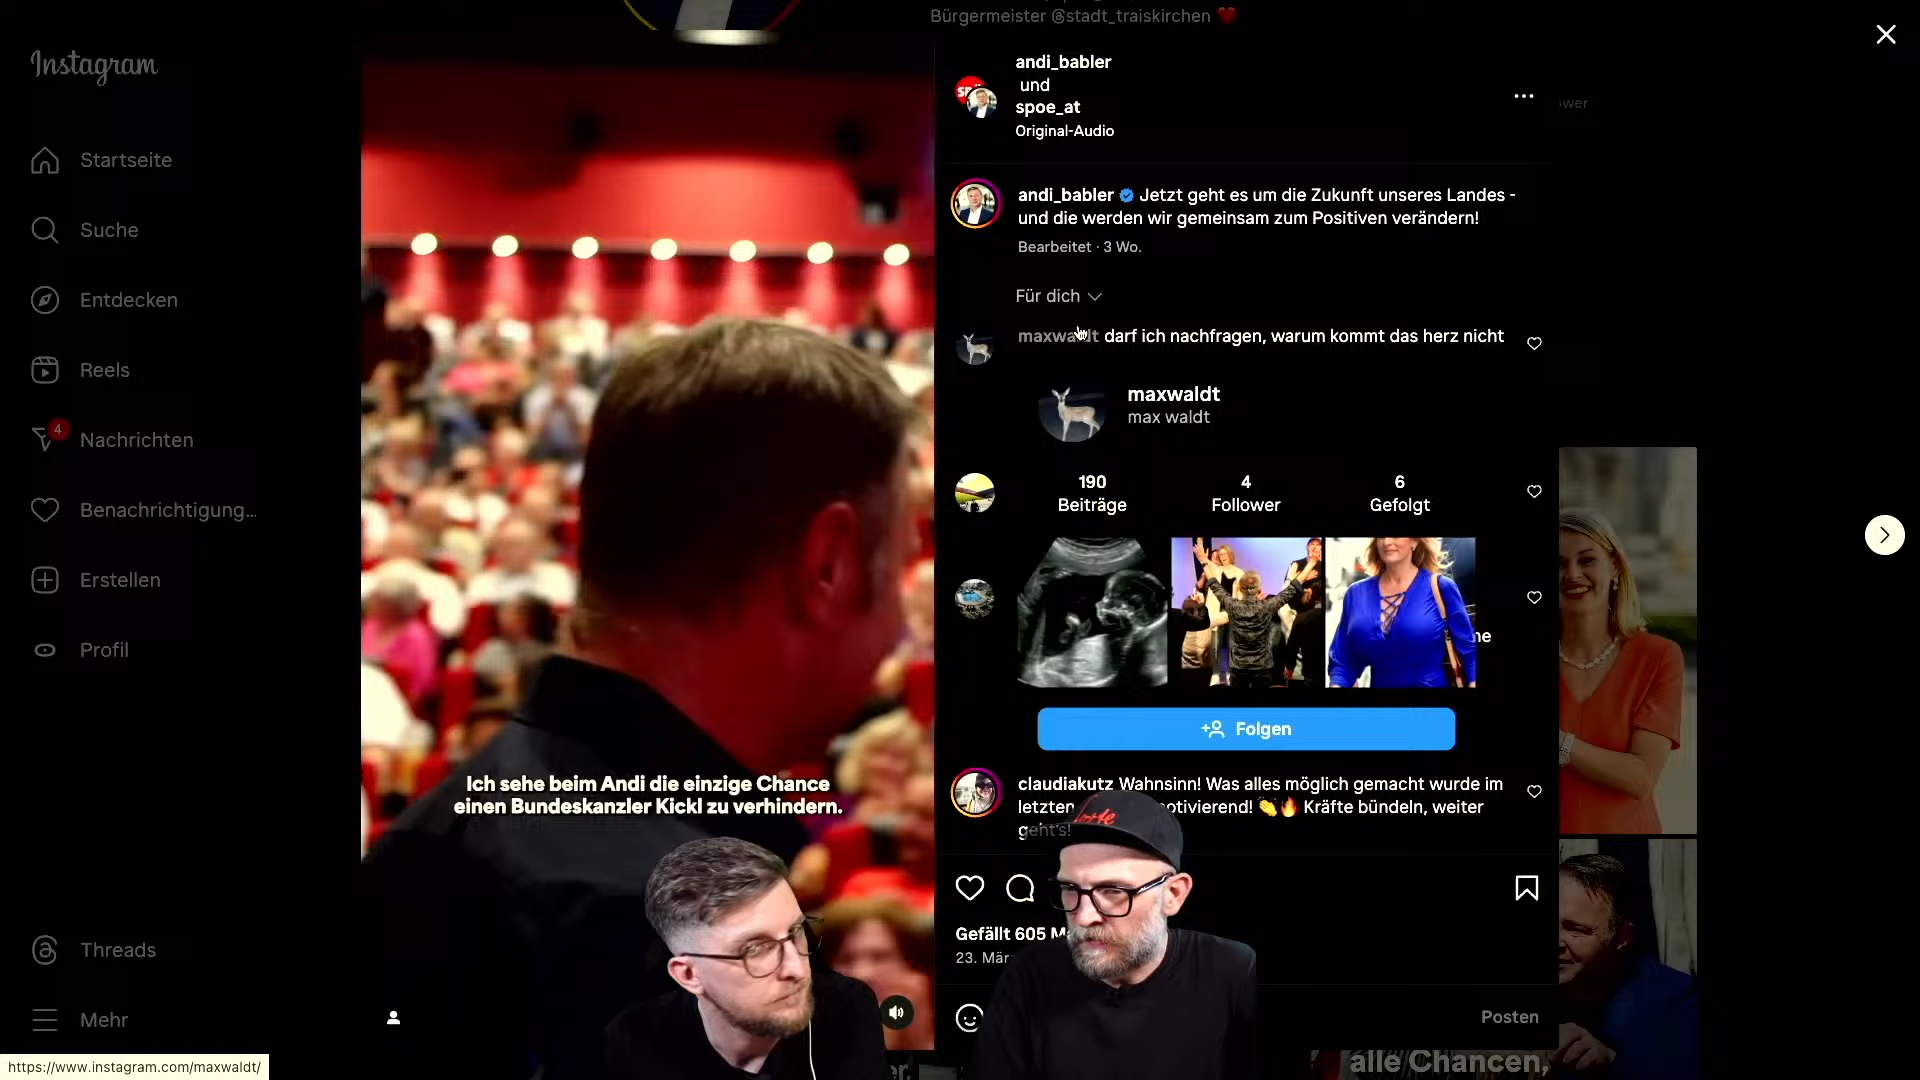 Bürgermeister @stadt_traiskirchen
Instagram
Startseite
Suche
Entdecken
Reels
4
Nachrichten
Benachrichtigung...
Erstellen
Profil
Threads
Mehr
https://www.instagram.com/maxwaldt/
Ich sehe beim Andi die einzige Chance
einen Bundeskanzler Kickl zu verhindern.
andi_babler
und
spoe_at
Original-Audio
andi_babler Jetzt geht es um die Zukunft unseres Landes -
und die werden wir gemeinsam zum Positiven verändern!
Bearbeitet · 3 Wo.
Für dich
maxwaldt darf ich nachfragen, warum kommt das herz nicht
maxwaldt
max waldt
190
Beiträge
4
Follower
6
Gefolgt
Folgen
claudiakutz Wahnsinn! Was alles möglich gemacht wurde im
letzten 👏🔥 Kräfte bündeln, weiter
geht's!
Gefällt 605
23.
Posten
alle Chancen,